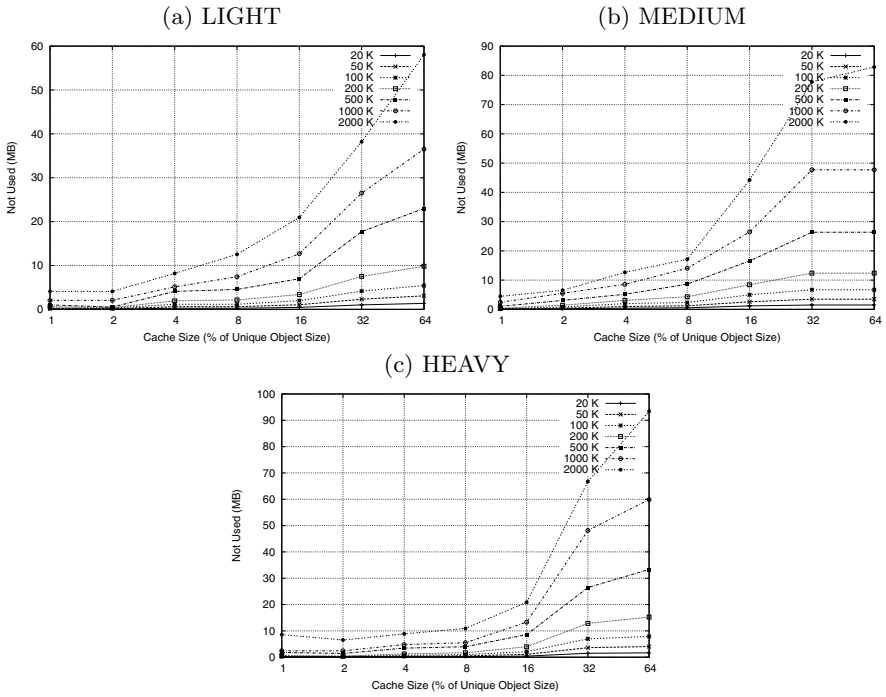 (a) LIGHT
60
50
40
30
20
10
0
Not Used (MB)
20 K
50 K
100 K
200 K
500 K
1000 K
2000 K
1 2 4 8 16 32 64
Cache Size (% of Unique Object Size)
(b) MEDIUM
90
80
70
60
50
40
30
20
10
0
Not Used (MB)
20 K
50 K
100 K
200 K
500 K
1000 K
2000 K
1 2 4 8 16 32 64
Cache Size (% of Unique Object Size)
(c) HEAVY
100
90
80
70
60
50
40
30
20
10
0
Not Used (MB)
20 K
50 K
100 K
200 K
500 K
1000 K
2000 K
1 2 4 8 16 32 64
Cache Size (% of Unique Object Size)